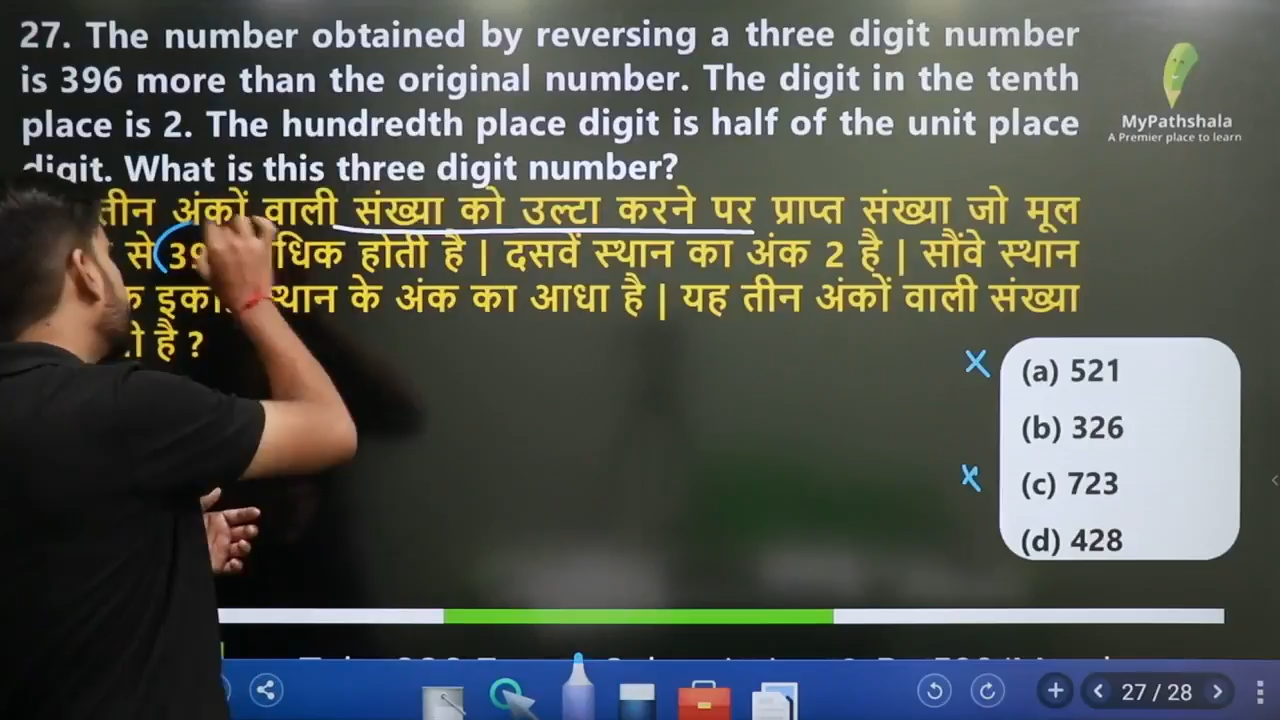 27. The number obtained by reversing a three digit number
is 396 more than the original number. The digit in the tenth
place is 2. The hundredth place digit is half of the unit place
digit. What is this three digit number?
तीन अंकों वाली संख्या को उल्टा करने पर प्राप्त संख्या जो मूल
से 39 धिक होती है | दसवें स्थान का अंक 2 है | सौंवे स्थान
स्थान के अंक का आधा है | यह तीन अंकों वाली संख्या
है ?
MyPathshala
A Premier place to learn
(a) 521
(b) 326
(c) 723
(d) 428
27 / 28